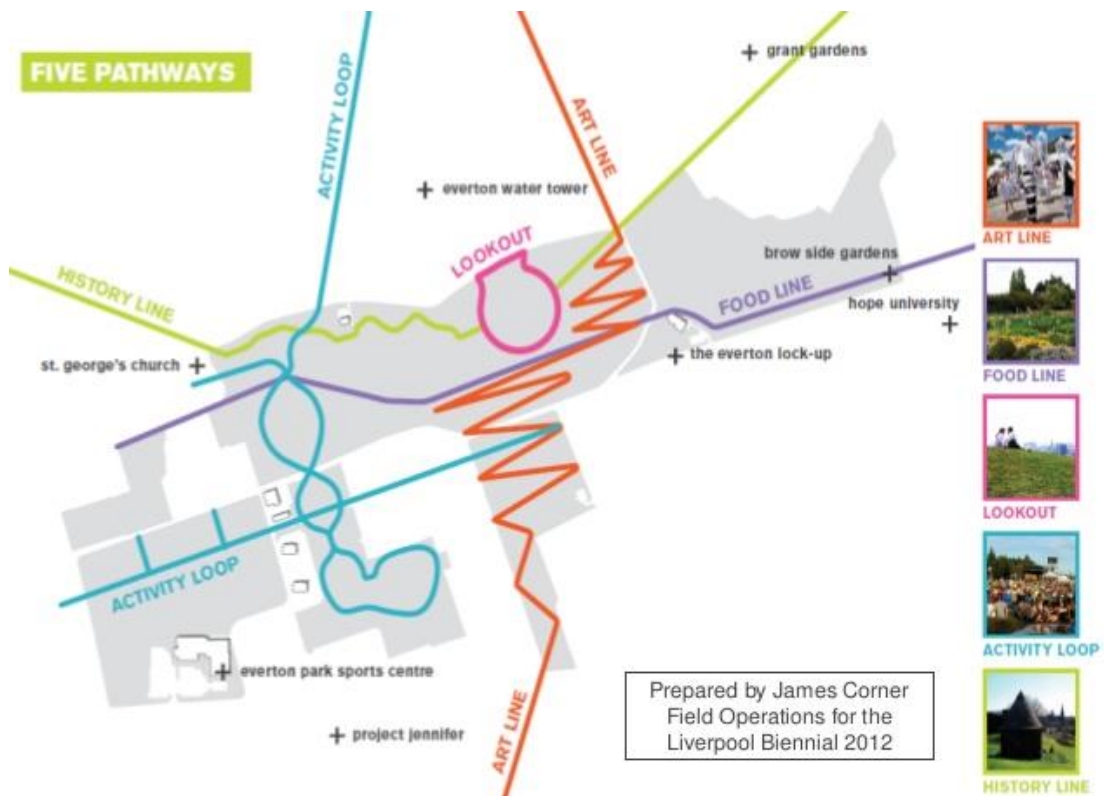 FIVE PATHWAYS
ACTIVITY LOOP
ART LINE
grant gardens
everton water tower
LOOKOUT
HISTORY LINE
brow side gardens
FOOD LINE
hope university
st. george's church
the everton lock-up
ACTIVITY LOOP
everton park sports centre
project jennifer
ART LINE
Prepared by James Corner
Field Operations for the
Liverpool Biennial 2012
ART LINE
FOOD LINE
LOOKOUT
ACTIVITY LOOP
HISTORY LINE